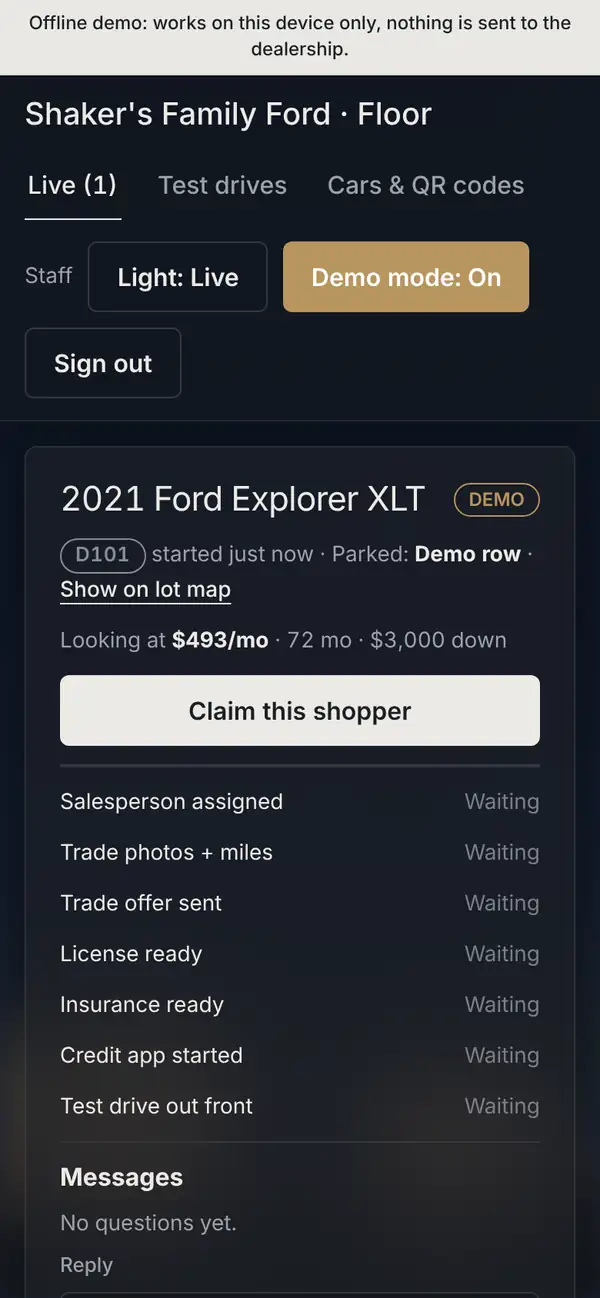 Offline demo: works on this device only, nothing is sent to the
dealership.
Shaker's Family Ford · Floor
Live (1) Test drives Cars & QR codes
Staff Light: Live Demo mode: On
Sign out
2021 Ford Explorer XLT DEMO
D101 started just now · Parked: Demo row ·
Show on lot map
Looking at $493/mo · 72 mo · $3,000 down
Claim this shopper
Salesperson assigned Waiting
Trade photos + miles Waiting
Trade offer sent Waiting
License ready Waiting
Insurance ready Waiting
Credit app started Waiting
Test drive out front Waiting
Messages
No questions yet.
Reply